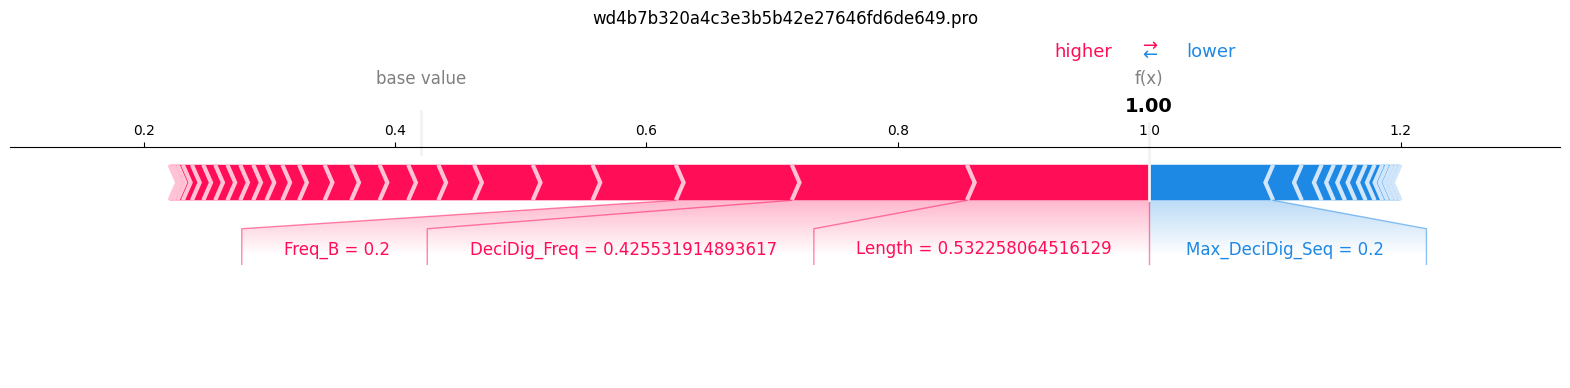 wd4b7b320a4c3e3b5b42e27646fd6de649.pro
higher ⇄ lower
base value f(x)
1.00
0.2 0.4 0.6 0.8 1.0 1.2
Freq_B = 0.2 DeciDig_Freq = 0.425531914893617 Length = 0.532258064516129 Max_DeciDig_Seq = 0.2